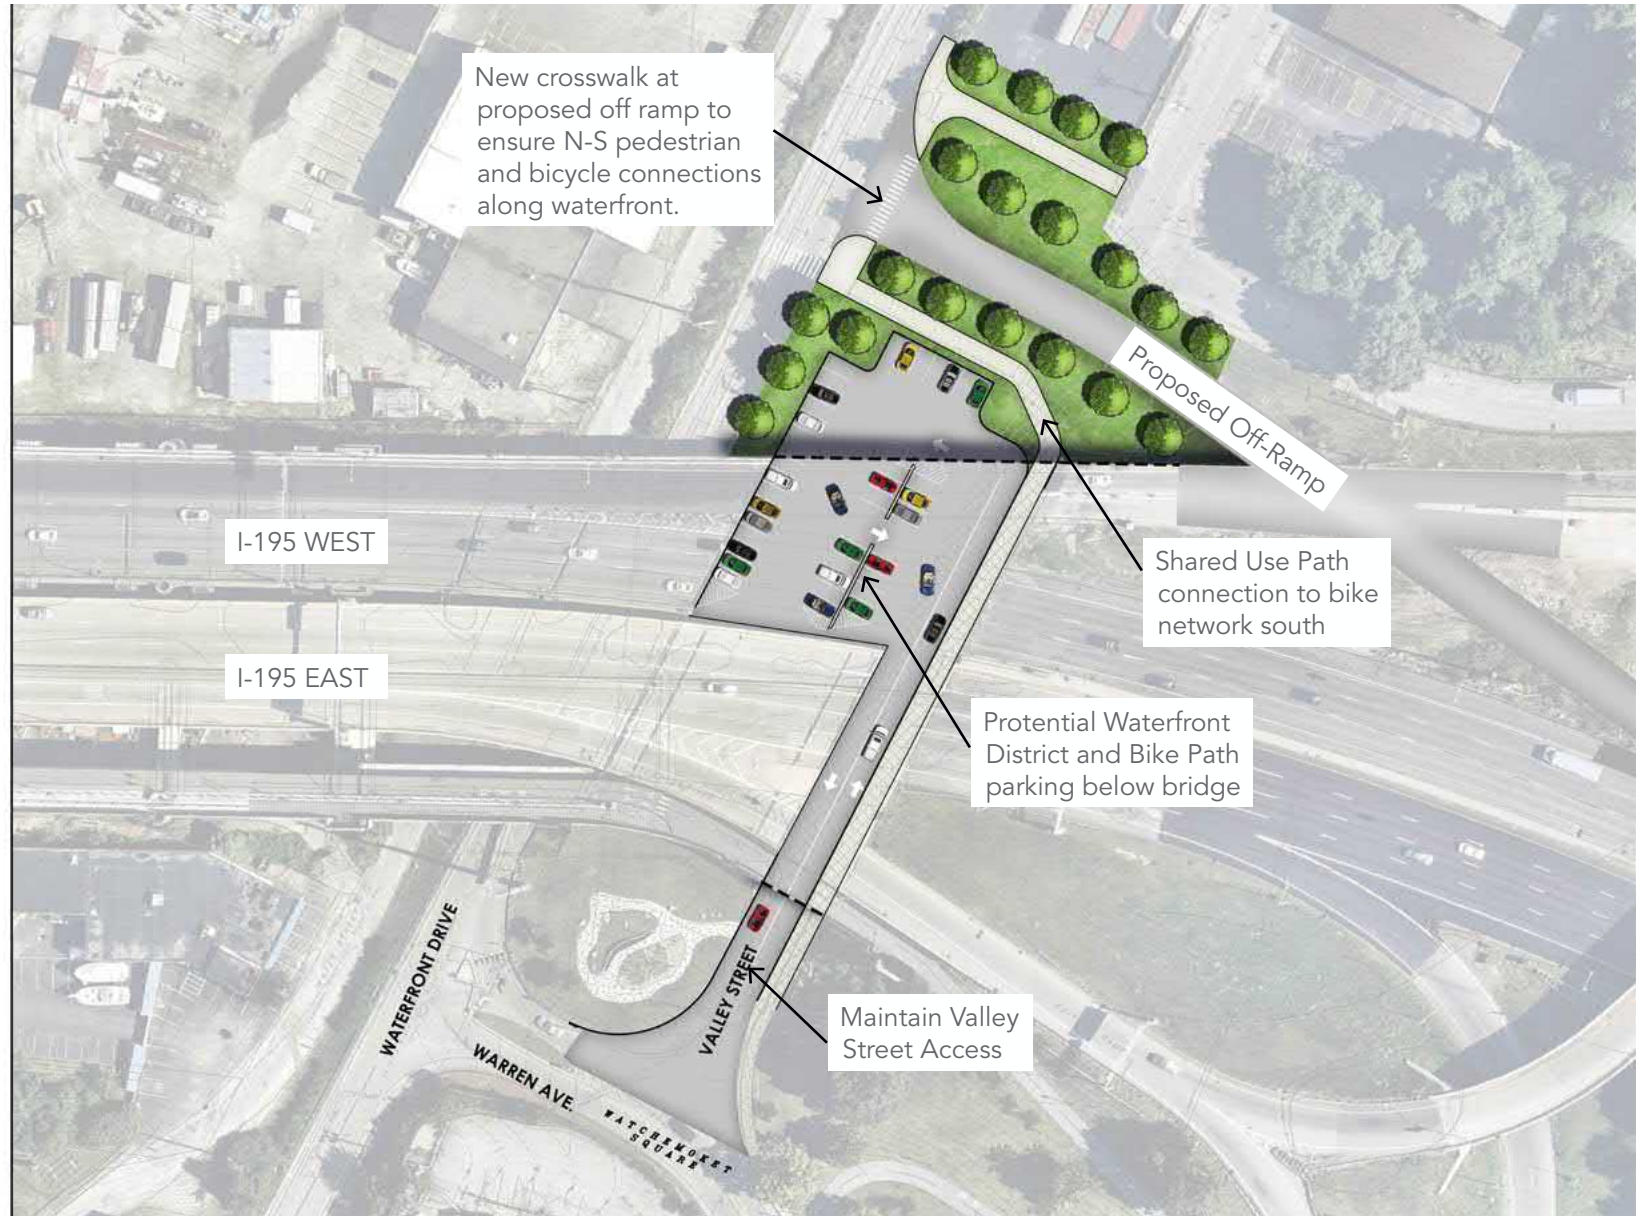 New crosswalk at
proposed off ramp to
ensure N-S pedestrian
and bicycle connections
along waterfront.
Proposed Off-Ramp
I-195 WEST
Shared Use Path
connection to bike
network south
I-195 EAST
Protential Waterfront
District and Bike Path
parking below bridge
WATERFRONT DRIVE
VALLEY STREET
Maintain Valley
Street Access
WARREN AVE.
WATCHEMOKET
SQUARE